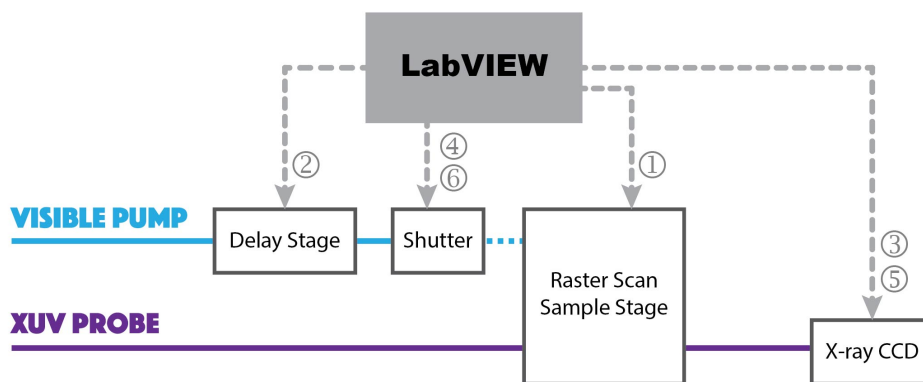 LabVIEW
②
④
⑥
①
VISIBLE PUMP
Delay Stage
Shutter
③
⑤
Raster Scan
Sample Stage
XUV PROBE
X-ray CCD